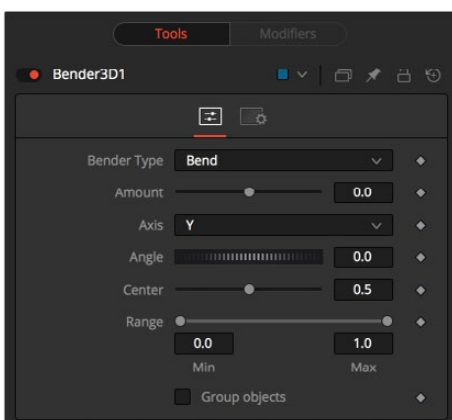 Tools Modifiers
Bender3D1
Bender Type Bend
Amount 0.0
Axis Y
Angle 0.0
Center 0.5
Range
0.0 1.0
Min Max
Group objects